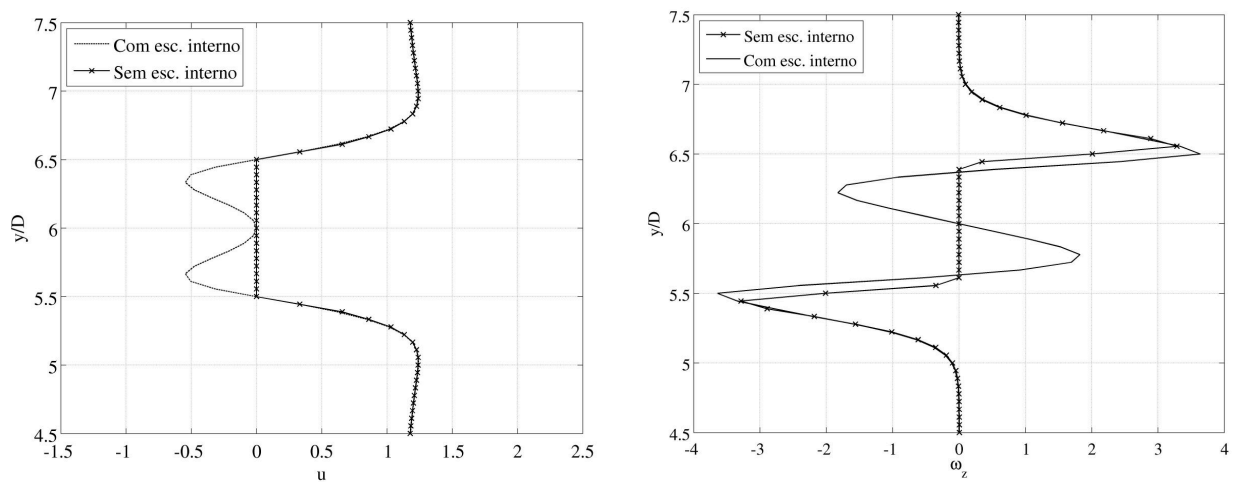 7.5
Com esc. interno
Sem esc. interno
7
6.5
6
5.5
5
4.5
y/D
-1.5 -1 -0.5 0 0.5 1 1.5 2 2.5
u
7.5
Sem esc. interno
Com esc. interno
7
6.5
6
5.5
5
4.5
y/D
-4 -3 -2 -1 0 1 2 3 4
ω_z